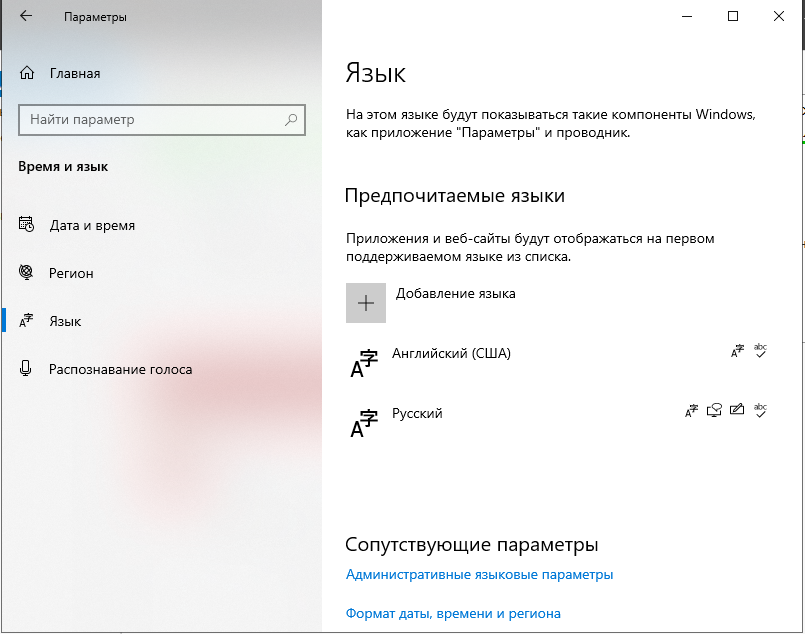 Параметры
Главная
Найти параметр
Время и язык
Дата и время
Регион
Язык
Распознавание голоса
Язык
На этом языке будут показываться такие компоненты Windows,
как приложение "Параметры" и проводник.
Предпочитаемые языки
Приложения и веб-сайты будут отображаться на первом
поддерживаемом языке из списка.
Добавление языка
Английский (США)
Русский
Сопутствующие параметры
Административные языковые параметры
Формат даты, времени и региона